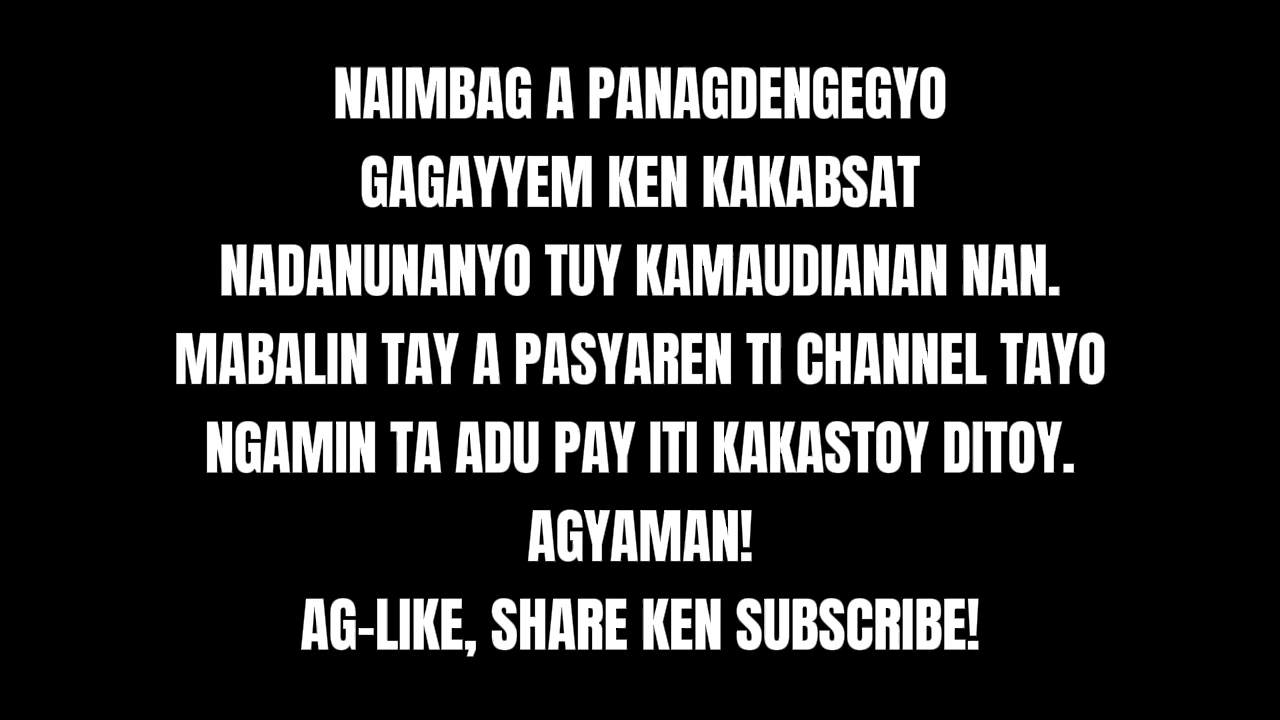 NAIMBAG A PANAGDENGEGYO
GAGAYYEM KEN KAKABSAT
NADANUNANYO TUY KAMAUDIANAN NAN.
MABALIN TAY A PASYAREN TI CHANNEL TAYO
NGAMIN TA ADU PAY ITI KAKASTOY DITOY.
AGYAMAN!
AG-LIKE, SHARE KEN SUBSCRIBE!